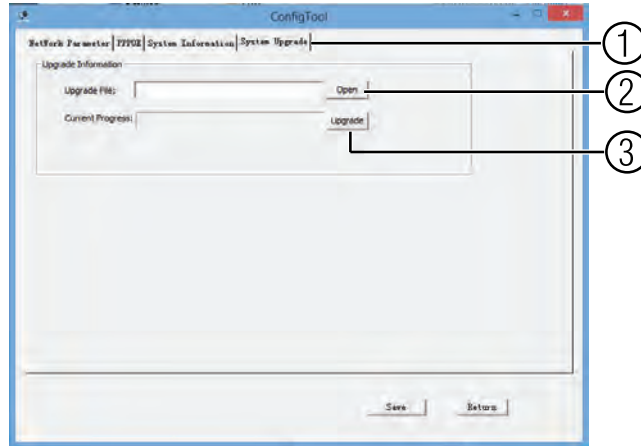 ConfigTool
NetWork Parameter PPPOE System Information System Upgrade
1
Upgrade Information
2
Upgrade File: Open
Current Progress: Upgrade
3
Save Return